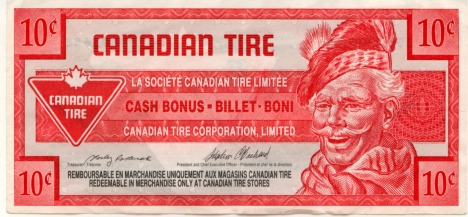 10¢ CANADIAN TIRE 10¢
LA SOCIÉTÉ CANADIAN TIRE LIMITÉE
CANADIAN
TIRE
CASH BONUS - BILLET - BONI
CANADIAN TIRE CORPORATION, LIMITED
Treasurer Trésorier
President and Chief Executive Officer - Président et chef de la direction
10¢ REMBOURSABLE EN MARCHANDISE UNIQUEMENT AUX MAGASINS CANADIAN TIRE 10¢
REDEEMABLE IN MERCHANDISE ONLY AT CANADIAN TIRE STORES